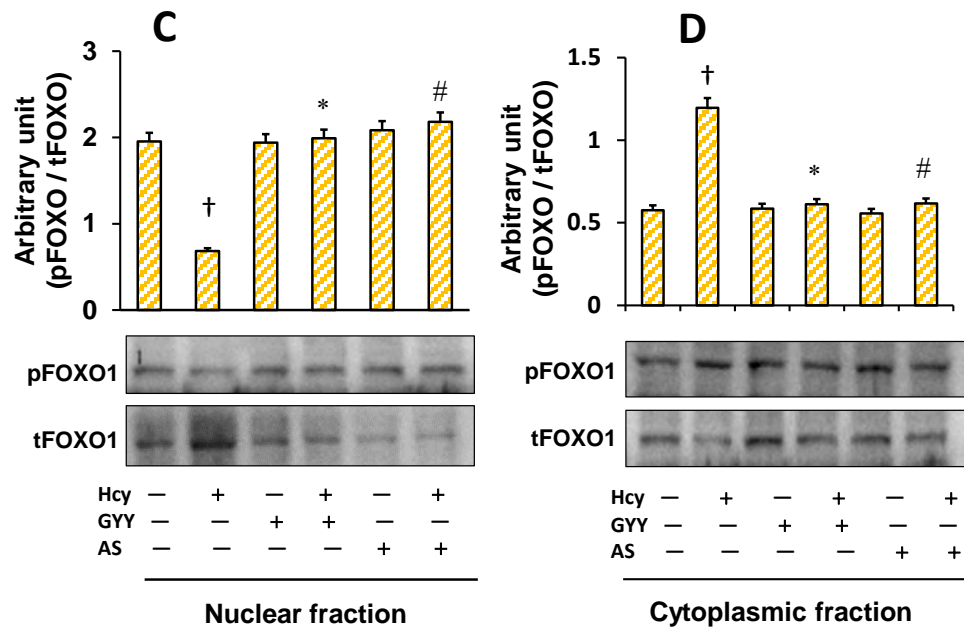 C
3
2
1
0
Arbitrary unit
(pFOXO / tFOXO)
†
*
#
pFOXO1
tFOXO1
Hcy — + — + — +
GYY — — + + — —
AS — — — — + +
Nuclear fraction
D
1.5
1
0.5
0
Arbitrary unit
(pFOXO / tFOXO)
†
*
#
pFOXO1
tFOXO1
Hcy — + — + — +
GYY — — + + — —
AS — — — — + +
Cytoplasmic fraction